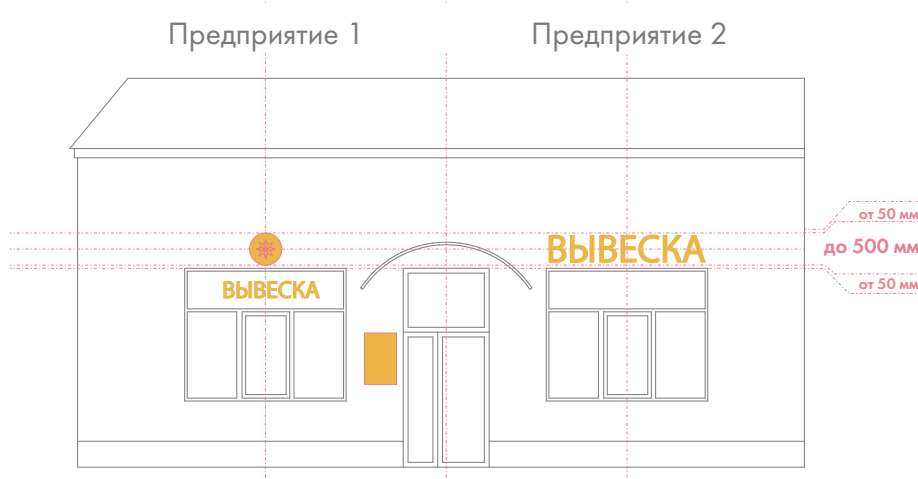 Предприятие 1
Предприятие 2
от 50 мм
ВЫВЕСКА
до 500 мм
ВЫВЕСКА
от 50 мм